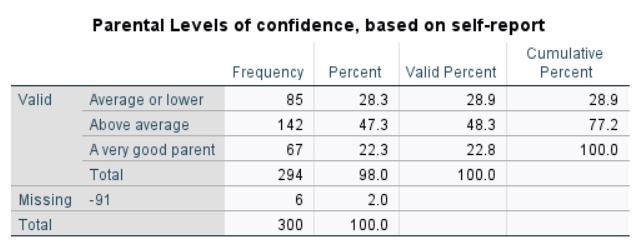 Parental Levels of confidence, based on self-report
Frequency Percent Valid Percent Cumulative Percent
Valid Average or lower 85 28.3 28.9 28.9
Above average 142 47.3 48.3 77.2
A very good parent 67 22.3 22.8 100.0
Total 294 98.0 100.0
Missing -91 6 2.0
Total 300 100.0